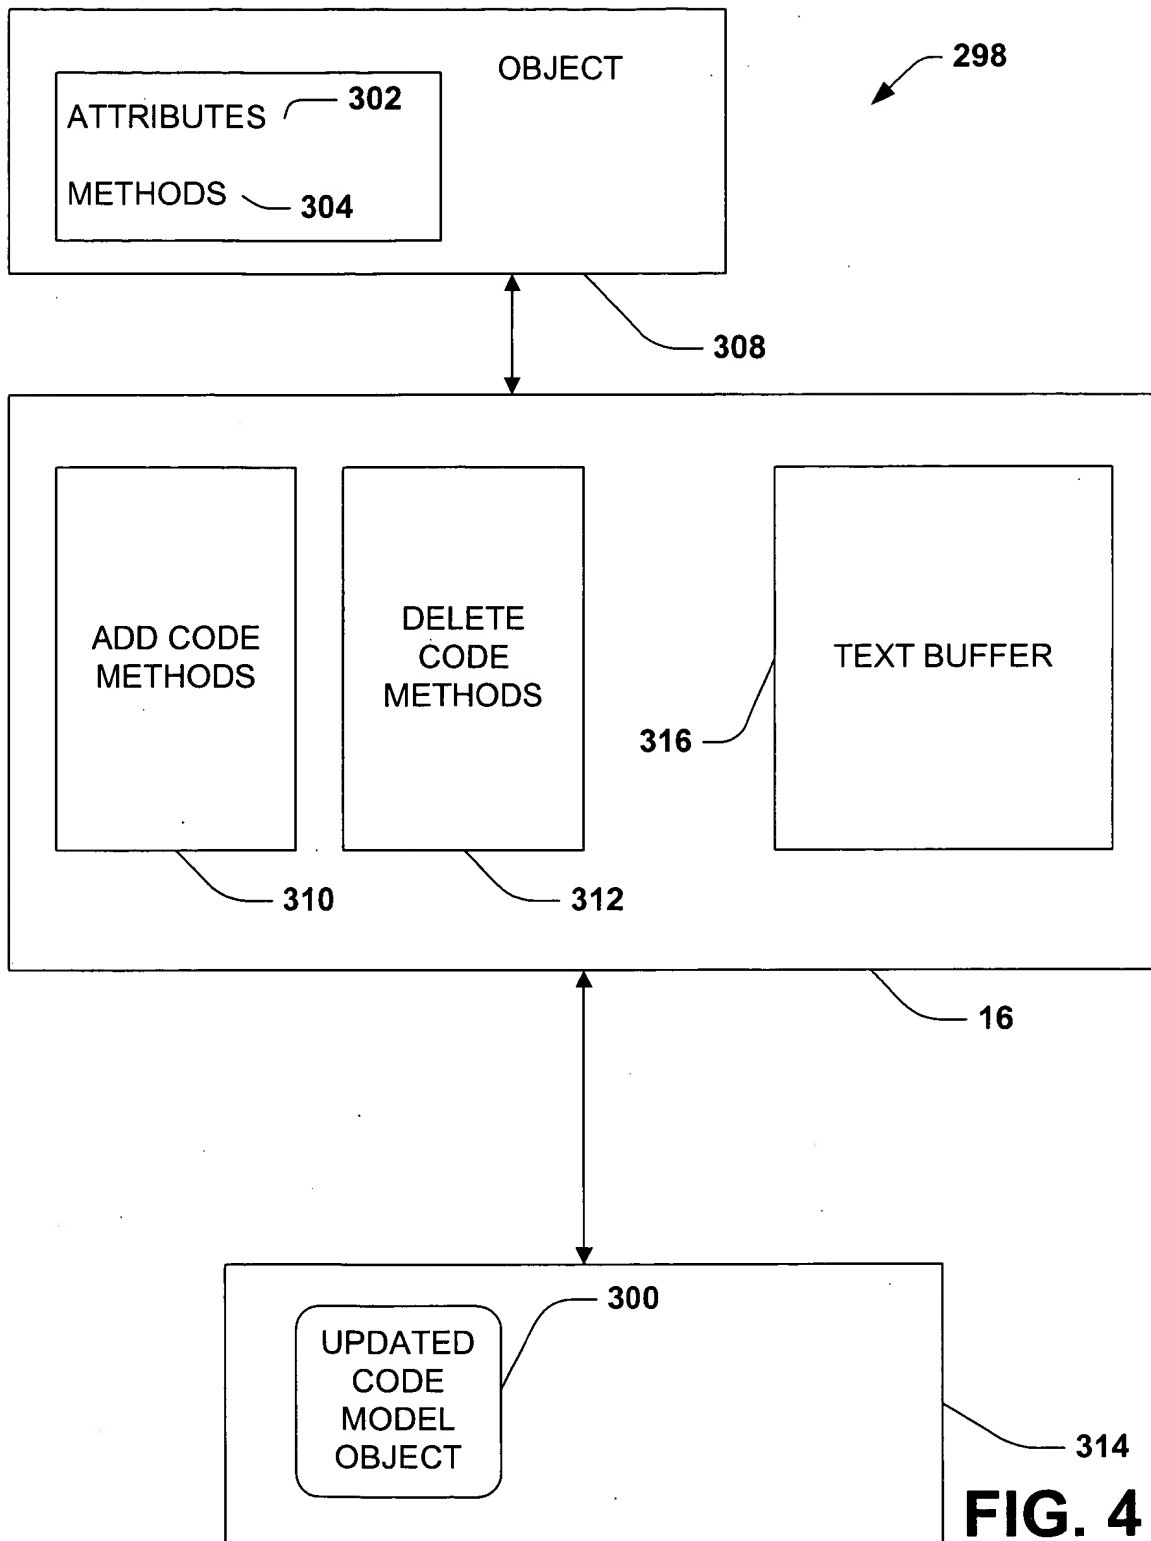 OBJECT
298
ATTRIBUTES
302
METHODS
304
308
ADD CODE
METHODS
DELETE
CODE
METHODS
TEXT BUFFER
316
310
312
16
300
UPDATED
CODE
MODEL
OBJECT
314
FIG. 4